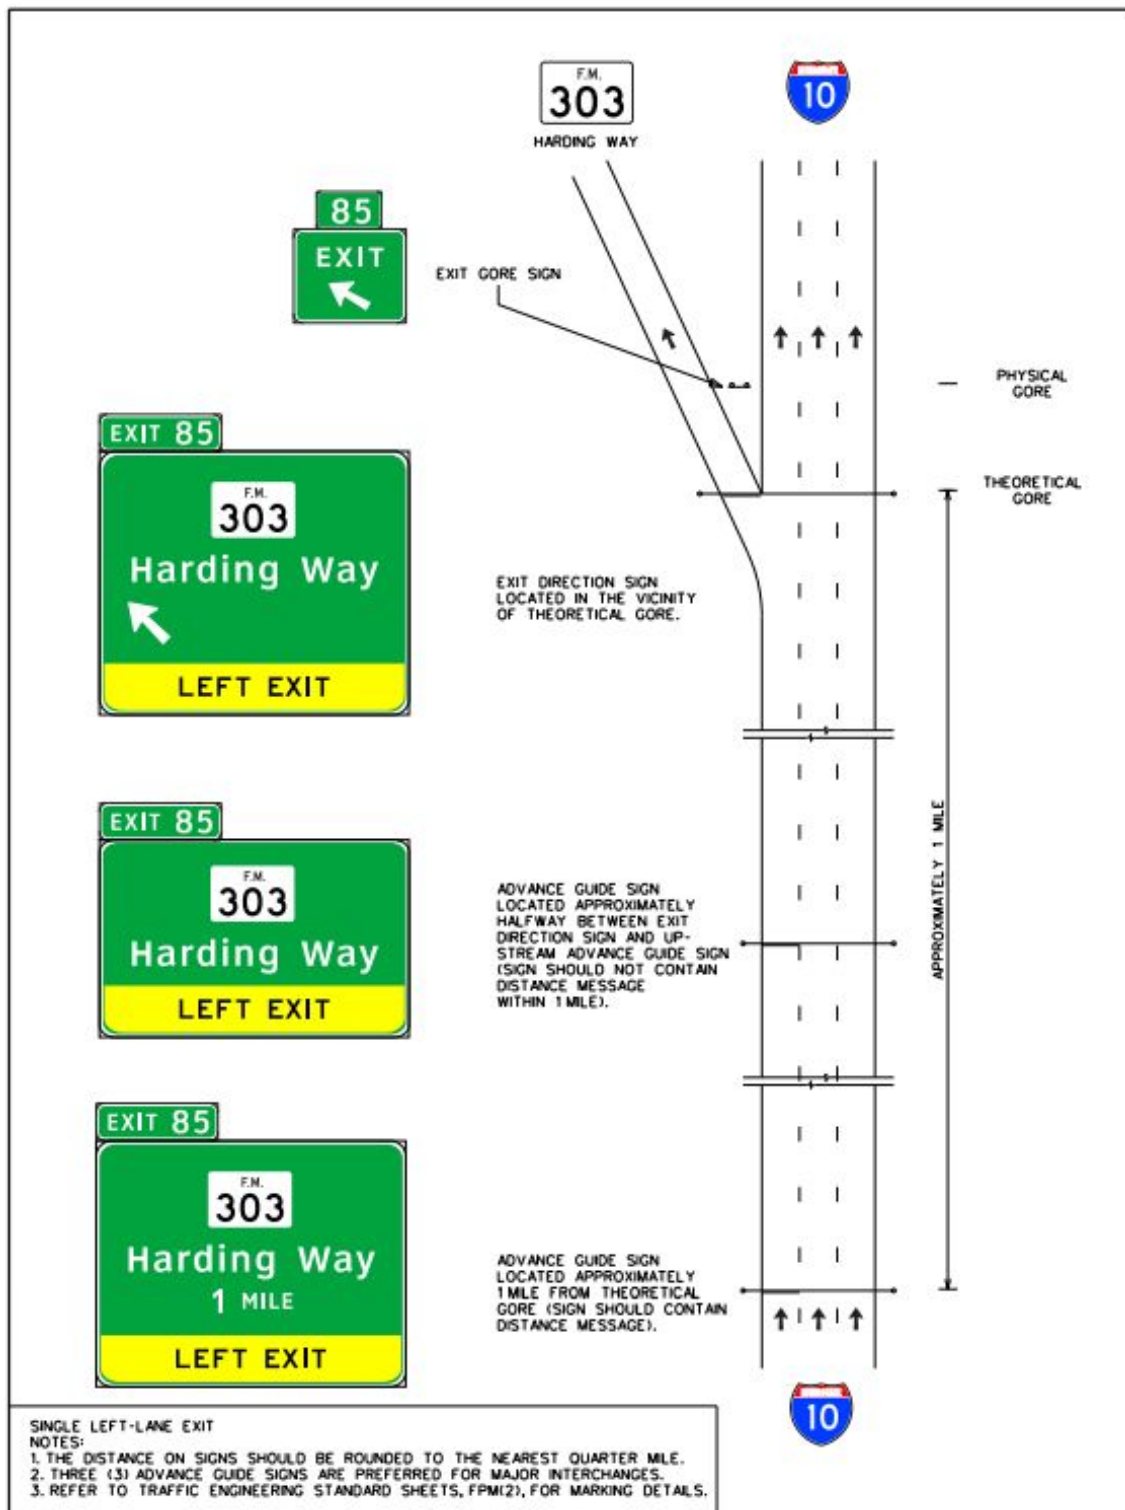 F.M.
303
HARDING WAY
10
85
EXIT
EXIT GORE SIGN
PHYSICAL
GORE
THEORETICAL
GORE
EXIT 85
F.M.
303
Harding Way
LEFT EXIT
EXIT DIRECTION SIGN
LOCATED IN THE VICINITY
OF THEORETICAL GORE.
EXIT 85
F.M.
303
Harding Way
LEFT EXIT
ADVANCE GUIDE SIGN
LOCATED APPROXIMATELY
HALFWAY BETWEEN EXIT
DIRECTION SIGN AND UP-
STREAM ADVANCE GUIDE SIGN
(SIGN SHOULD NOT CONTAIN
DISTANCE MESSAGE
WITHIN 1 MILE).
APPROXIMATELY 1 MILE
EXIT 85
F.M.
303
Harding Way
1 MILE
LEFT EXIT
ADVANCE GUIDE SIGN
LOCATED APPROXIMATELY
1 MILE FROM THEORETICAL
GORE (SIGN SHOULD CONTAIN
DISTANCE MESSAGE).
10
SINGLE LEFT-LANE EXIT
NOTES:
1. THE DISTANCE ON SIGNS SHOULD BE ROUNDED TO THE NEAREST QUARTER MILE.
2. THREE (3) ADVANCE GUIDE SIGNS ARE PREFERRED FOR MAJOR INTERCHANGES.
3. REFER TO TRAFFIC ENGINEERING STANDARD SHEETS, FPM(2), FOR MARKING DETAILS.